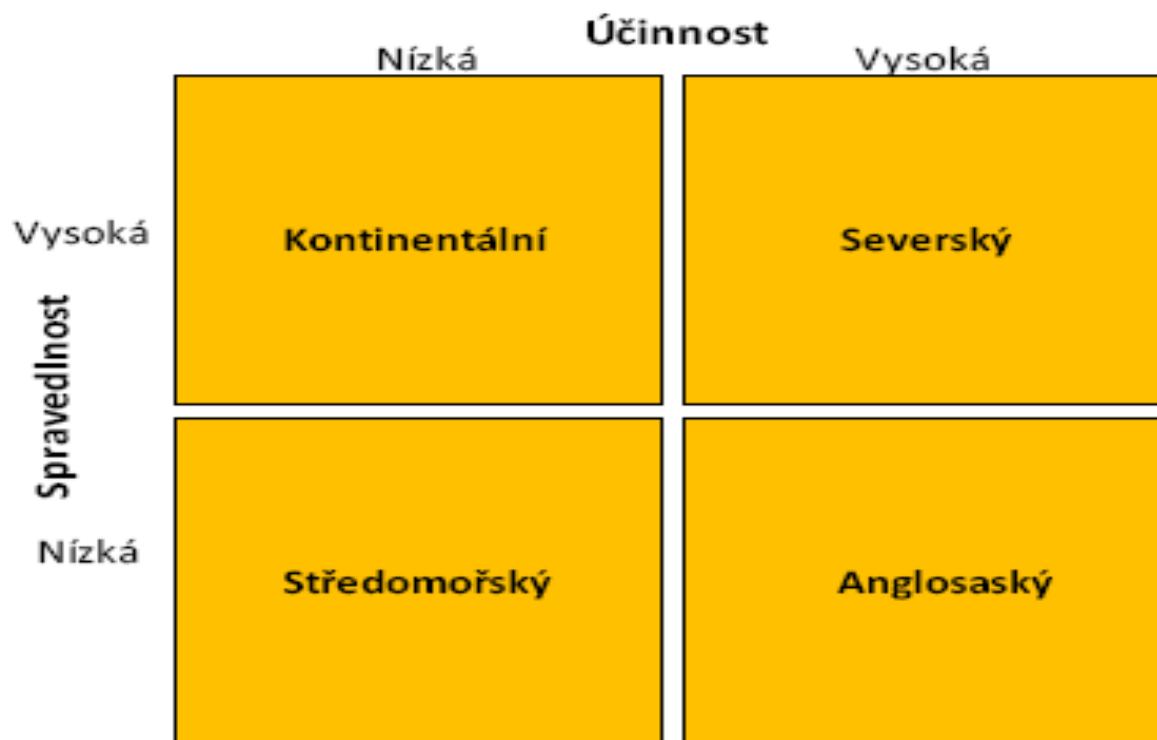 Účinnost
Nízká Vysoká
Vysoká Kontinentální Severský
Spravedlnost
Nízká Středomořský Anglosaský